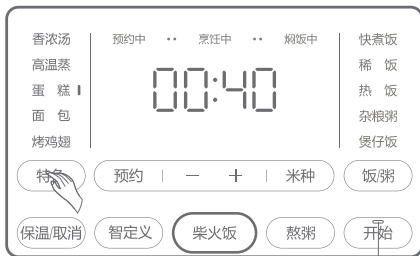 香浓汤
高温蒸
蛋 糕
面 包
烤鸡翅
预约中 •• 烹饪中 •• 焖饭中
00:40
快煮饭
稀 饭
热 饭
杂粮粥
煲仔饭
特色
预约 | − + | 米种
饭/粥
保温/取消
智定义
柴火饭
熬粥
开始